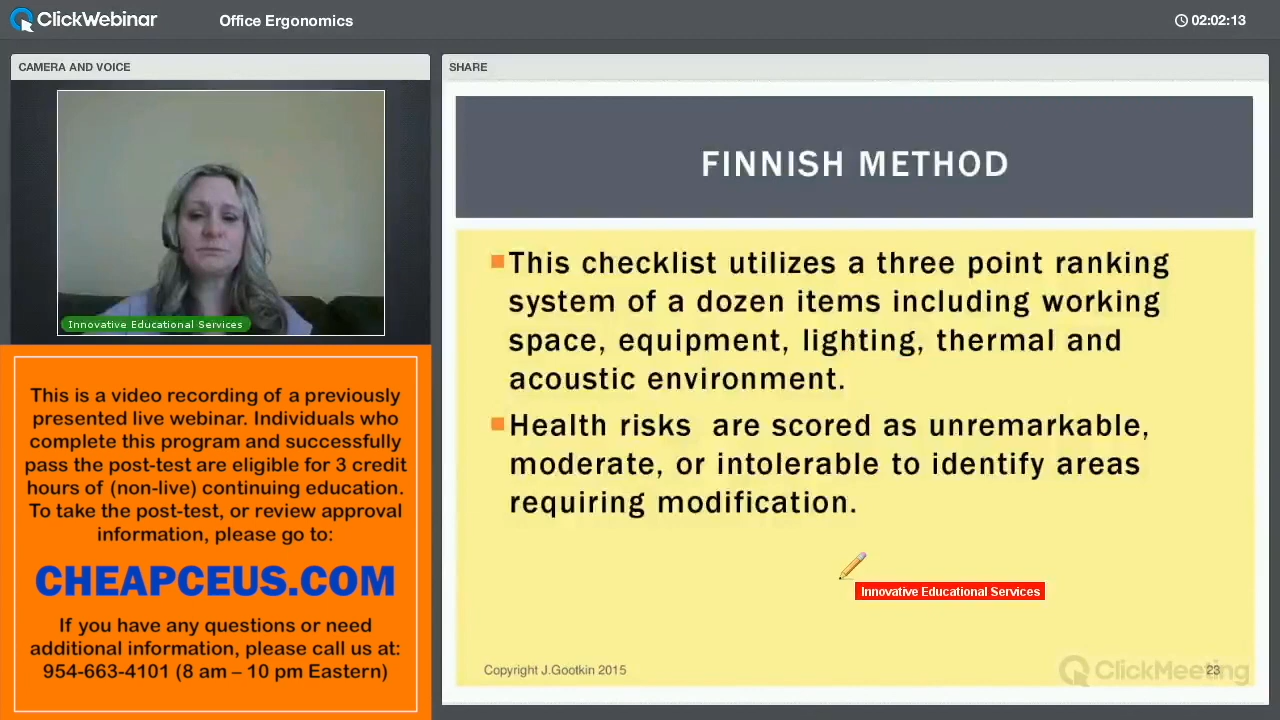 ClickWebinar
Office Ergonomics
02:02:13
CAMERA AND VOICE
Innovative Educational Services
This is a video recording of a previously
presented live webinar. Individuals who
complete this program and successfully
pass the post-test are eligible for 3 credit
hours of (non-live) continuing education.
To take the post-test, or review approval
information, please go to:
CHEAPCEUS.COM
If you have any questions or need
additional information, please call us at:
954-663-4101 (8 am – 10 pm Eastern)
SHARE
FINNISH METHOD
This checklist utilizes a three point ranking
system of a dozen items including working
space, equipment, lighting, thermal and
acoustic environment.
Health risks are scored as unremarkable,
moderate, or intolerable to identify areas
requiring modification.
Innovative Educational Services
Copyright J.Gootkin 2015
23
ClickMeeting